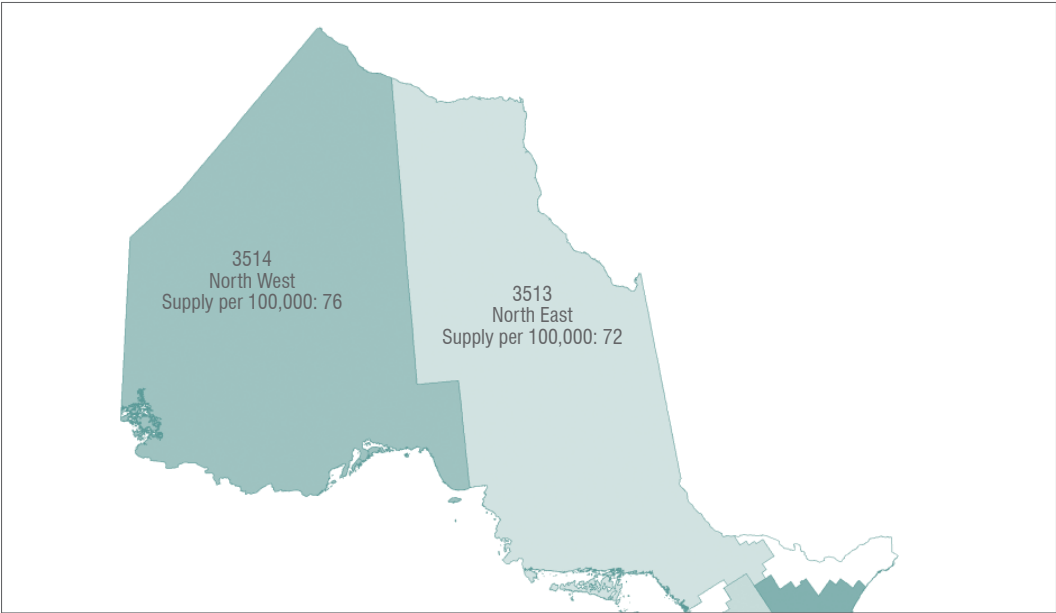 3514
North West
Supply per 100,000: 76
3513
North East
Supply per 100,000: 72